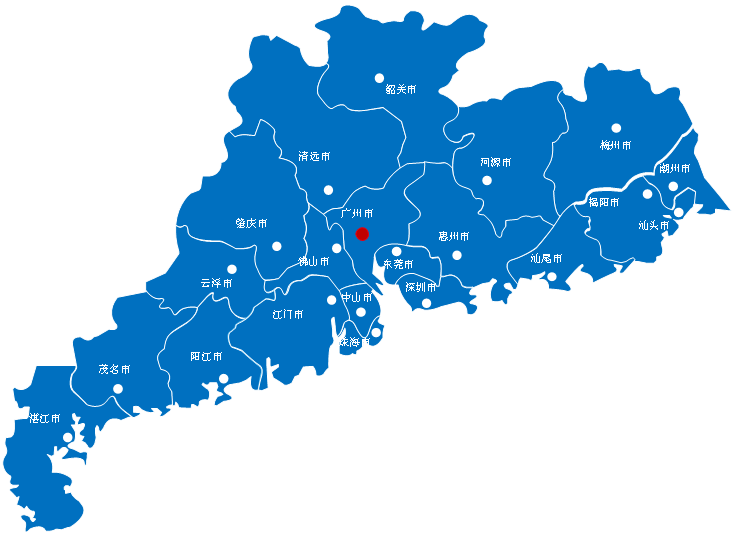 韶关市
梅州市
清远市
河源市
潮州市
揭阳市
广州市
肇庆市
汕头市
惠州市
汕尾市
佛山市
东莞市
云浮市
深圳市
中山市
江门市
珠海市
阳江市
茂名市
湛江市